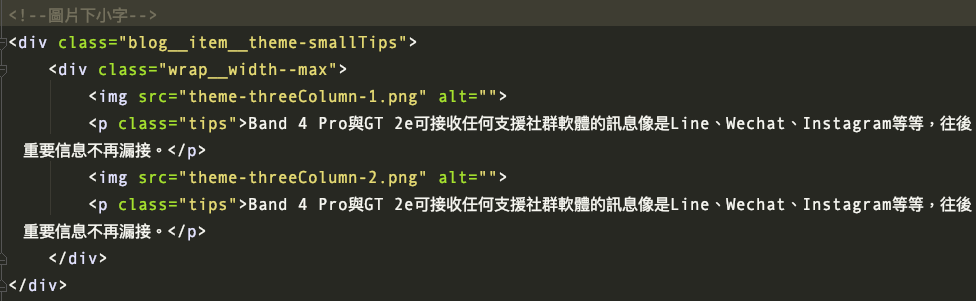 <!--圖片下小字-->
<div class="blog__item__theme-smallTips">
<div class="wrap__width--max">
<img src="theme-threeColumn-1.png" alt="">
<p class="tips">Band 4 Pro與GT 2e可接收任何支援社群軟體的訊息像是Line、Wechat、Instagram等等，往後
重要信息不再漏接。</p>
<img src="theme-threeColumn-2.png" alt="">
<p class="tips">Band 4 Pro與GT 2e可接收任何支援社群軟體的訊息像是Line、Wechat、Instagram等等，往後
重要信息不再漏接。</p>
</div>
</div>